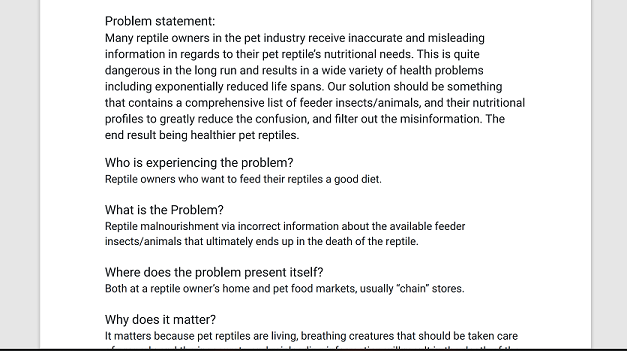 Problem statement:
Many reptile owners in the pet industry receive inaccurate and misleading
information in regards to their pet reptile's nutritional needs. This is quite
dangerous in the long run and results in a wide variety of health problems
including exponentially reduced life spans. Our solution should be something
that contains a comprehensive list of feeder insects/animals, and their nutritional
profiles to greatly reduce the confusion, and filter out the misinformation. The
end result being healthier pet reptiles.
Who is experiencing the problem?
Reptile owners who want to feed their reptiles a good diet.
What is the Problem?
Reptile malnourishment via incorrect information about the available feeder
insects/animals that ultimately ends up in the death of the reptile.
Where does the problem present itself?
Both at a reptile owner's home and pet food markets, usually “chain” stores.
Why does it matter?
It matters because pet reptiles are living, breathing creatures that should be taken care